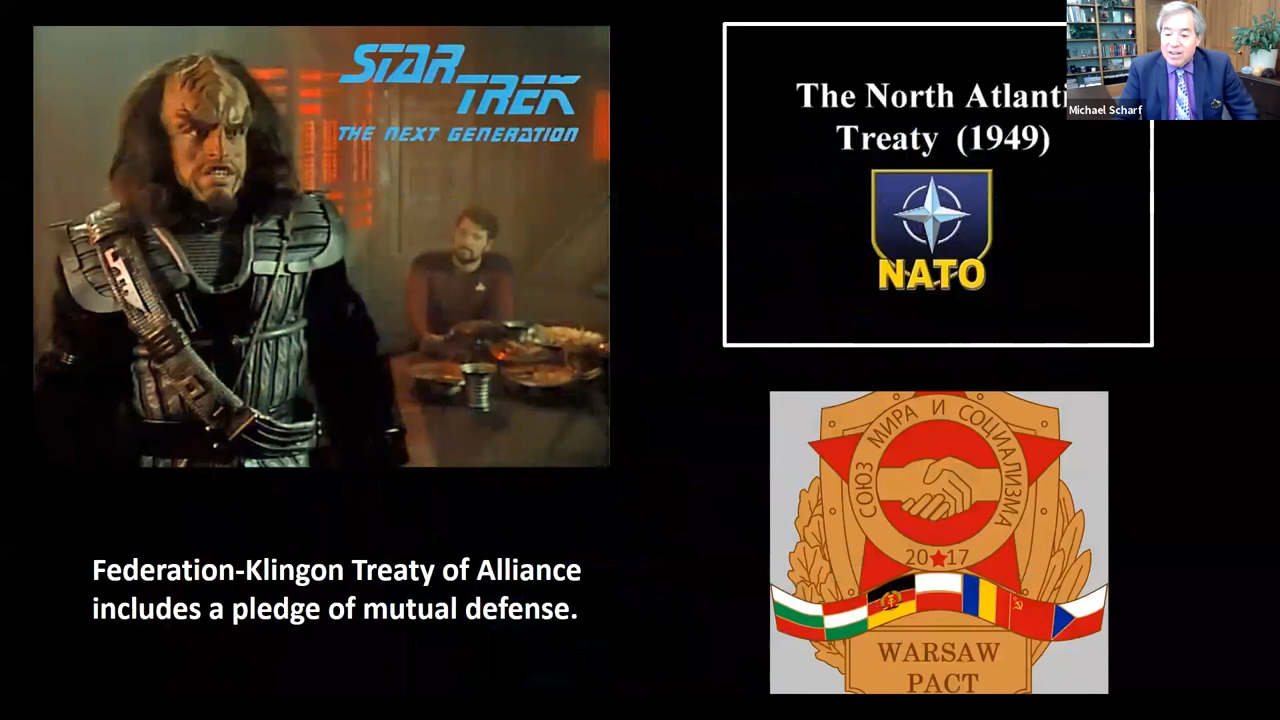 STAR
TREK
THE NEXT GENERATION
Federation-Klingon Treaty of Alliance
includes a pledge of mutual defense.
The North Atlanti
Treaty (1949)
NATO
Michael Scharf
СОЮЗ МИРА И СОЦИАЛИЗМА
20 17
WARSAW
PACT